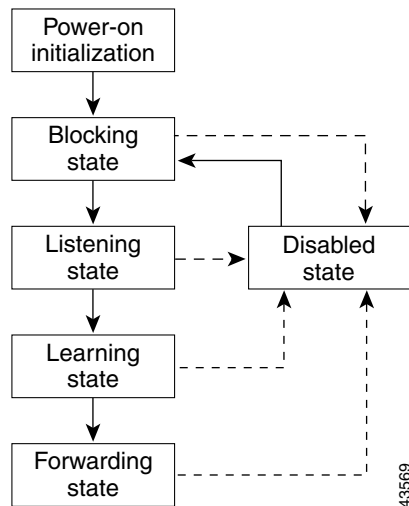 Power-on
initialization
Blocking
state
Listening
state
Disabled
state
Learning
state
Forwarding
state
43569